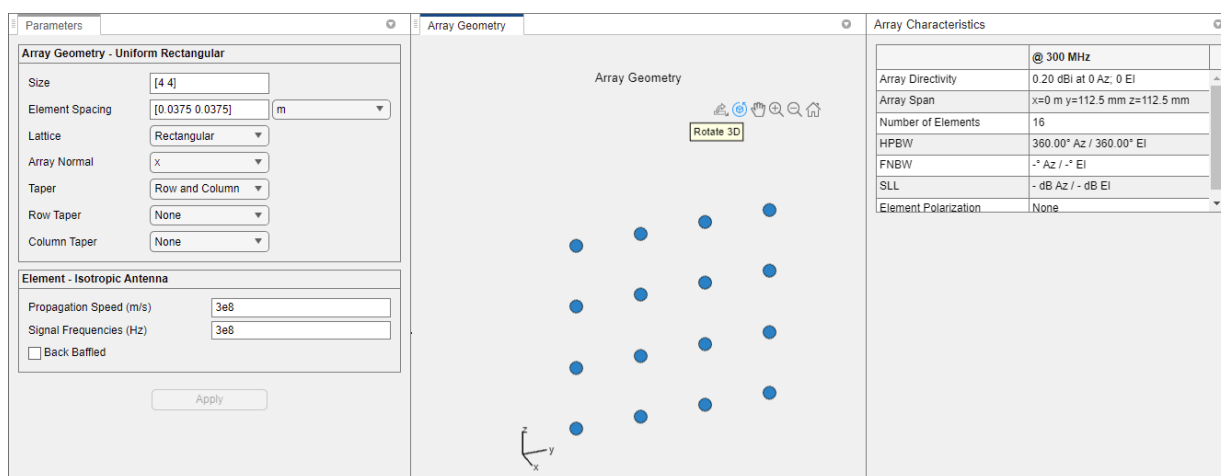 Parameters
Array Geometry - Uniform Rectangular
Size [4 4]
Element Spacing [0.0375 0.0375] m
Lattice Rectangular
Array Normal x
Taper Row and Column
Row Taper None
Column Taper None
Element - Isotropic Antenna
Propagation Speed (m/s) 3e8
Signal Frequencies (Hz) 3e8
Back Baffled
Apply
Array Geometry
Array Geometry
Rotate 3D
z
y
x
Array Characteristics
@ 300 MHz
Array Directivity 0.20 dBi at 0 Az; 0 El
Array Span x=0 m y=112.5 mm z=112.5 mm
Number of Elements 16
HPBW 360.00° Az / 360.00° El
FNBW -° Az / -° El
SLL - dB Az / - dB El
Element Polarization None